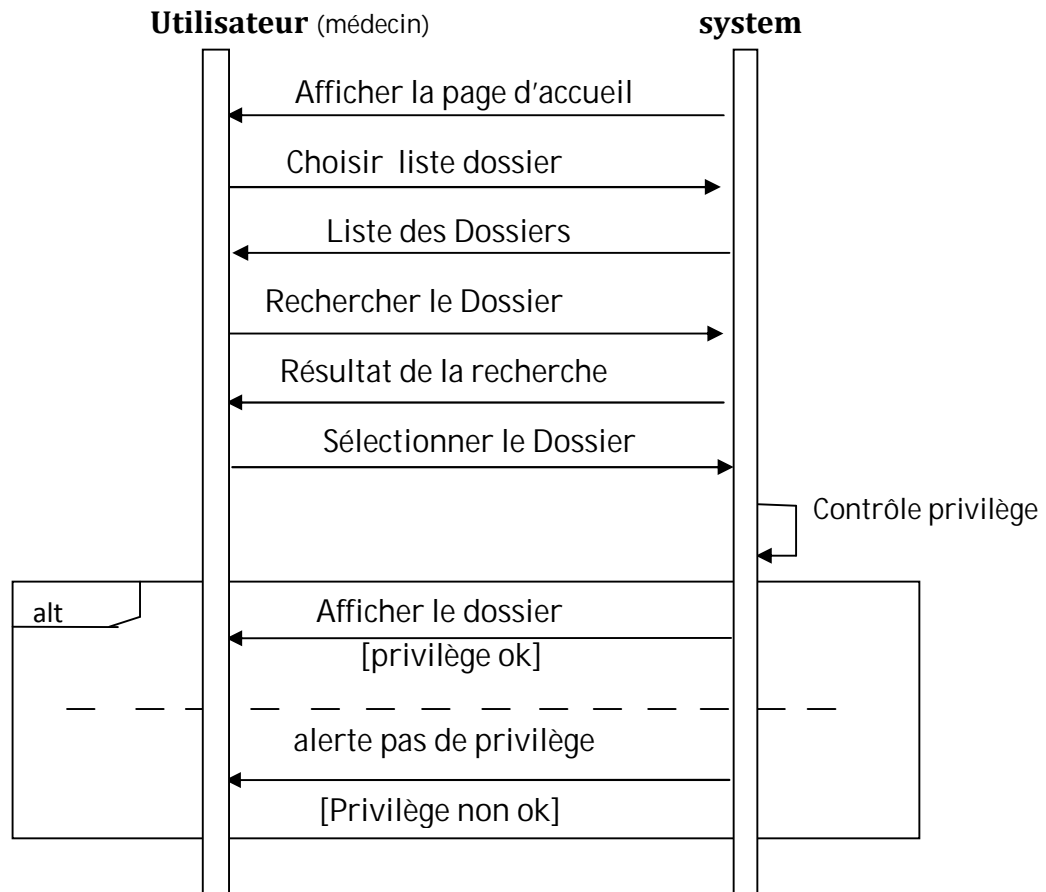 Utilisateur (médecin) system
Afficher la page d'accueil
Choisir liste dossier
Liste des Dossiers
Rechercher le Dossier
Résultat de la recherche
Sélectionner le Dossier
Contrôle privilège
alt
Afficher le dossier
[privilège ok]
alerte pas de privilège
[Privilège non ok]